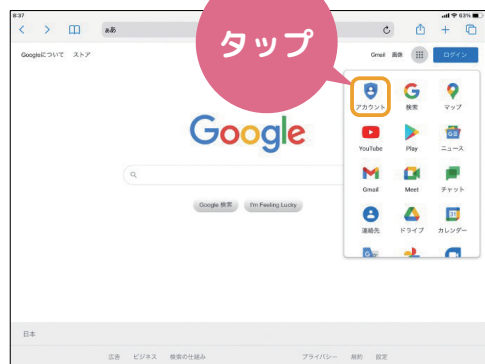 8:37
63%
ああ
タップ
Googleについて ストア
Gmail 画像
ログイン
アカウント 検索 マップ
YouTube Play ニュース
Gmail Meet チャット
連絡先 ドライブ カレンダー
Google
Google 検索 I'm Feeling Lucky
日本
広告 ビジネス 検索の仕組み プライバシー 規約 設定